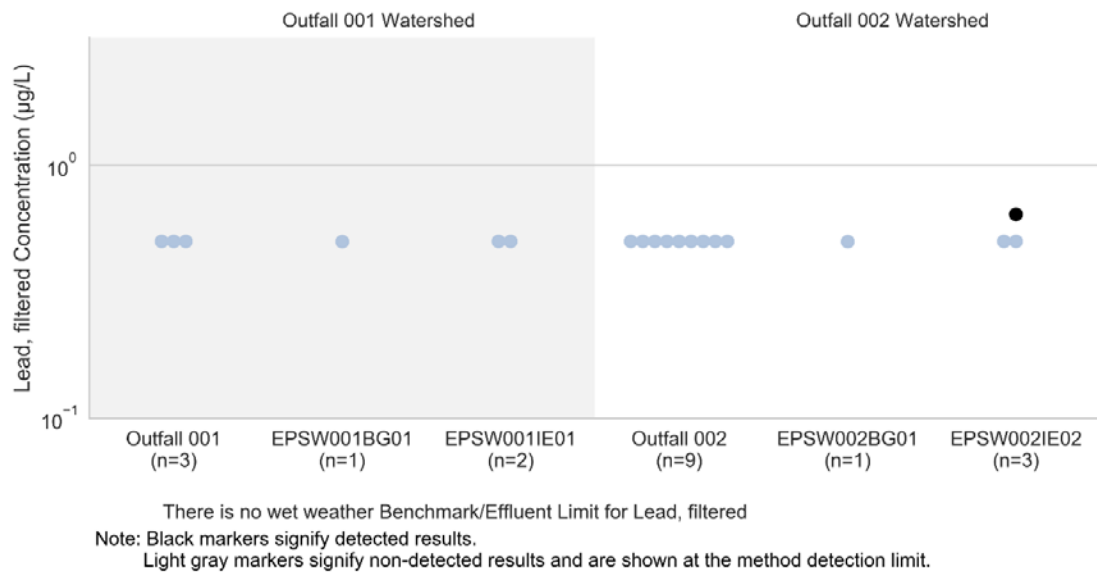 Outfall 001 Watershed
Outfall 002 Watershed
Lead, filtered Concentration (µg/L)
10⁰
10⁻¹
Outfall 001
(n=3)
EPSW001BG01
(n=1)
EPSW001IE01
(n=2)
Outfall 002
(n=9)
EPSW002BG01
(n=1)
EPSW002IE02
(n=3)
There is no wet weather Benchmark/Effluent Limit for Lead, filtered
Note: Black markers signify detected results.
Light gray markers signify non-detected results and are shown at the method detection limit.